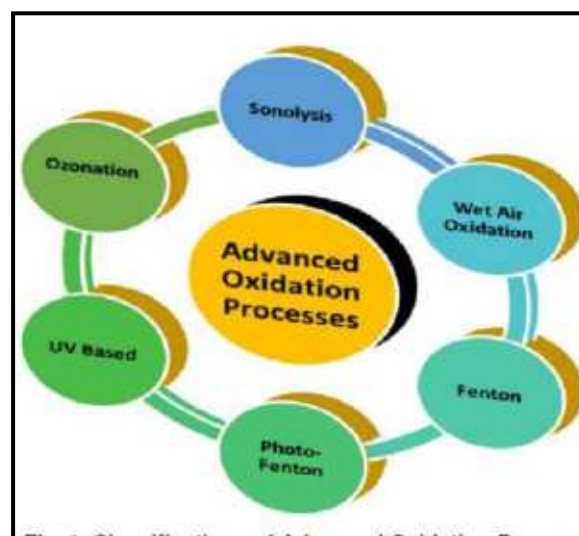 Sonolysis
Ozonation
Wet Air
Oxidation
Advanced
Oxidation
Processes
UV Based
Fenton
Photo-
Fenton